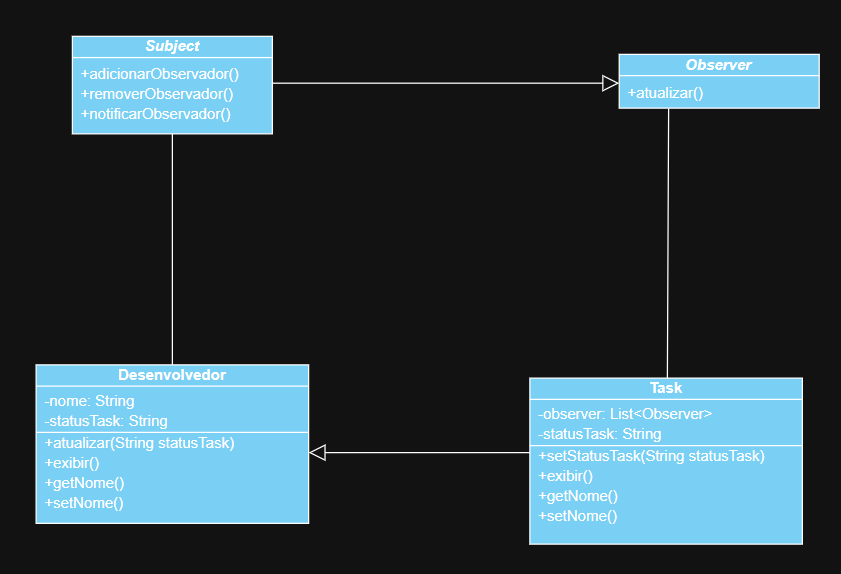 Subject
+adicionarObservador()
+removerObservador()
+notificarObservador()
Observer
+atualizar()
Desenvolvedor
-nome: String
-statusTask: String
+atualizar(String statusTask)
+exibir()
+getNome()
+setNome()
Task
-observer: List<Observer>
-statusTask: String
+setStatusTask(String statusTask)
+exibir()
+getNome()
+setNome()